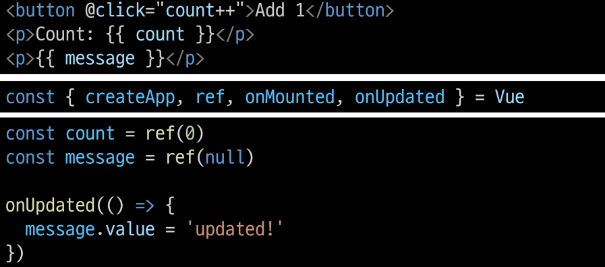 <button @click="count++">Add 1</button>
<p>Count: {{ count }}</p>
<p>{{ message }}</p>
const { createApp, ref, onMounted, onUpdated } = Vue
const count = ref(0)
const message = ref(null)
onUpdated(() => {
  message.value = 'updated!'
})